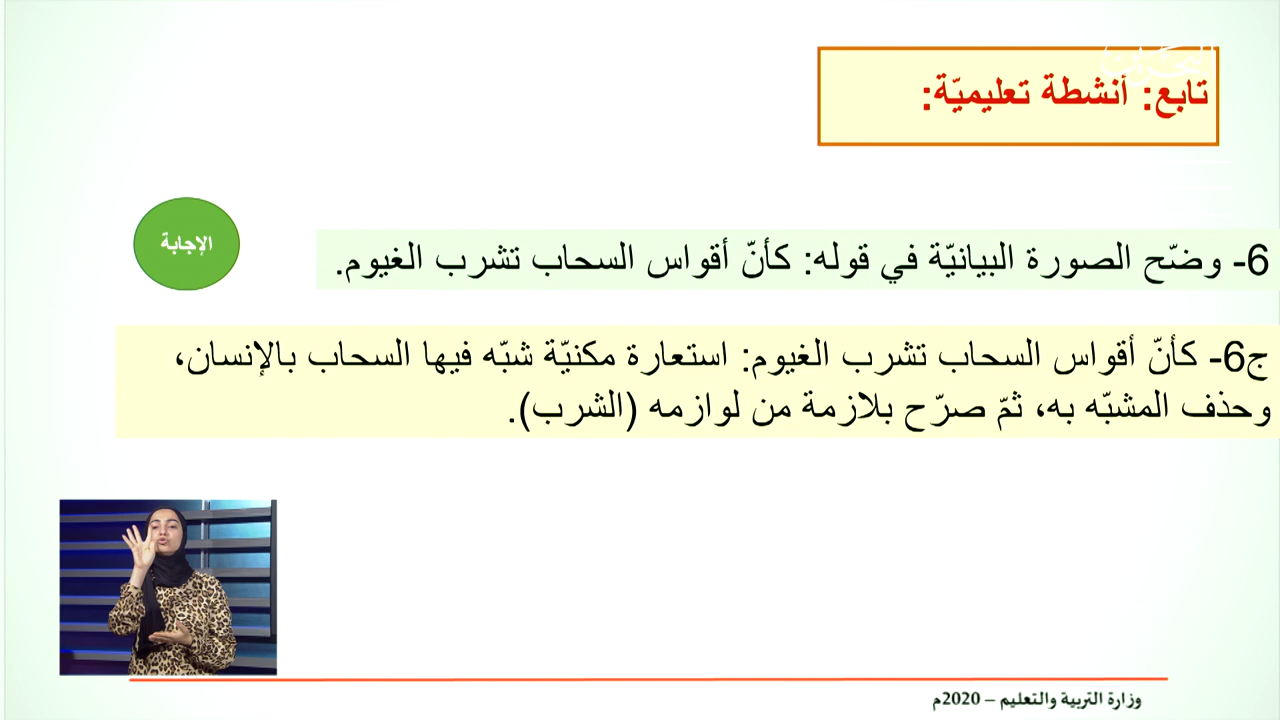 البحرين
تابع: أنشطة تعليميّة:
الإجابة
6- وضّح الصورة البيانيّة في قوله: كأنّ أقواس السحاب تشرب الغيوم.
ج6- كأنّ أقواس السحاب تشرب الغيوم: استعارة مكنيّة شبّه فيها السحاب بالإنسان،
وحذف المشبّه به، ثمّ صرّح بلازمة من لوازمه (الشرب).
وزارة التربية والتعليم – 2020م